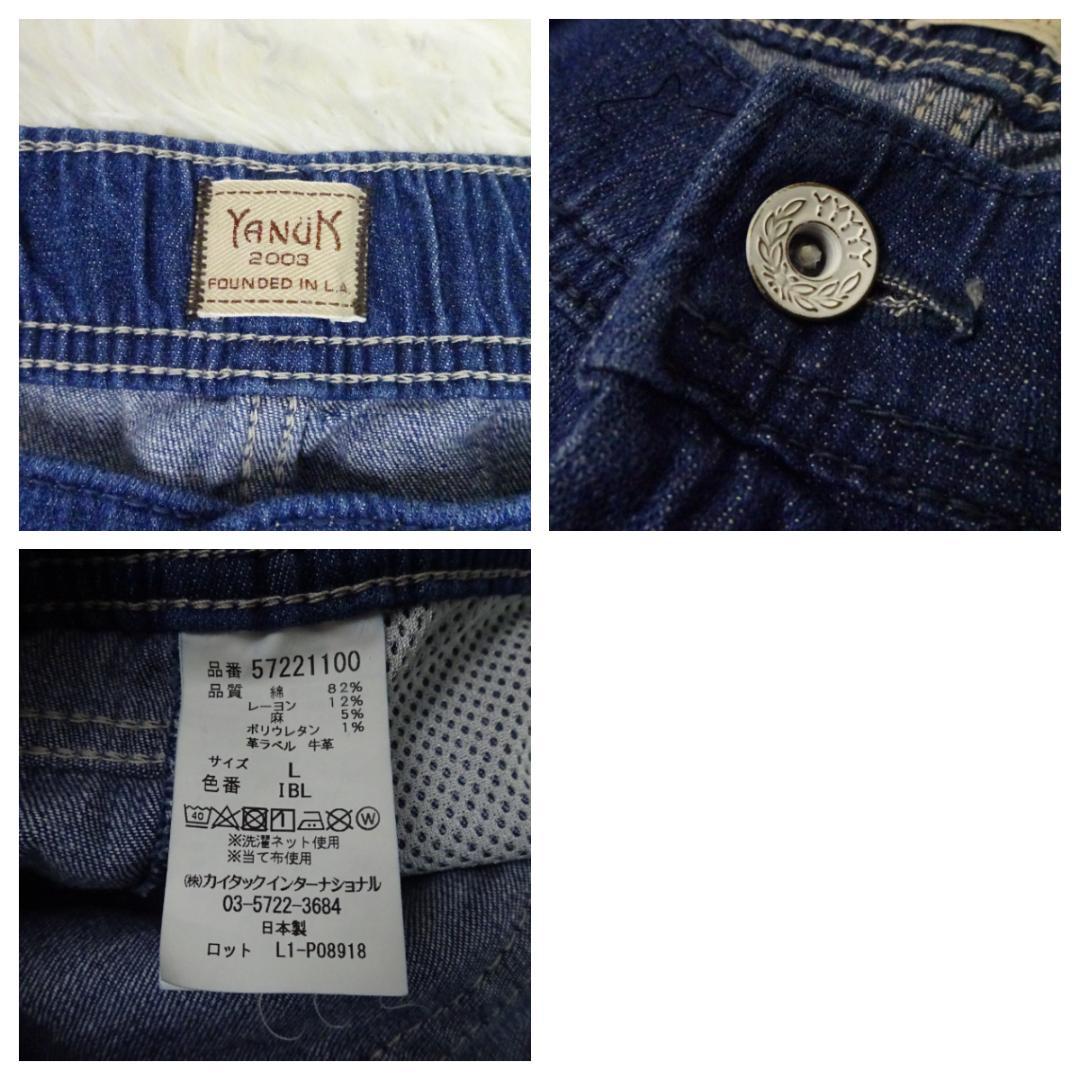 YANUK
2003
FOUNDED IN L.A.
YYYYY
品番 57221100
品質 綿 82%
レーヨン 12%
麻 5%
ポリウレタン 1%
革ラベル 牛革
サイズ L
色番 IBL
40 W
※洗濯ネット使用
※当て布使用
㈱カイタックインターナショナル
03-5722-3684
日本製
ロット L1-P08918